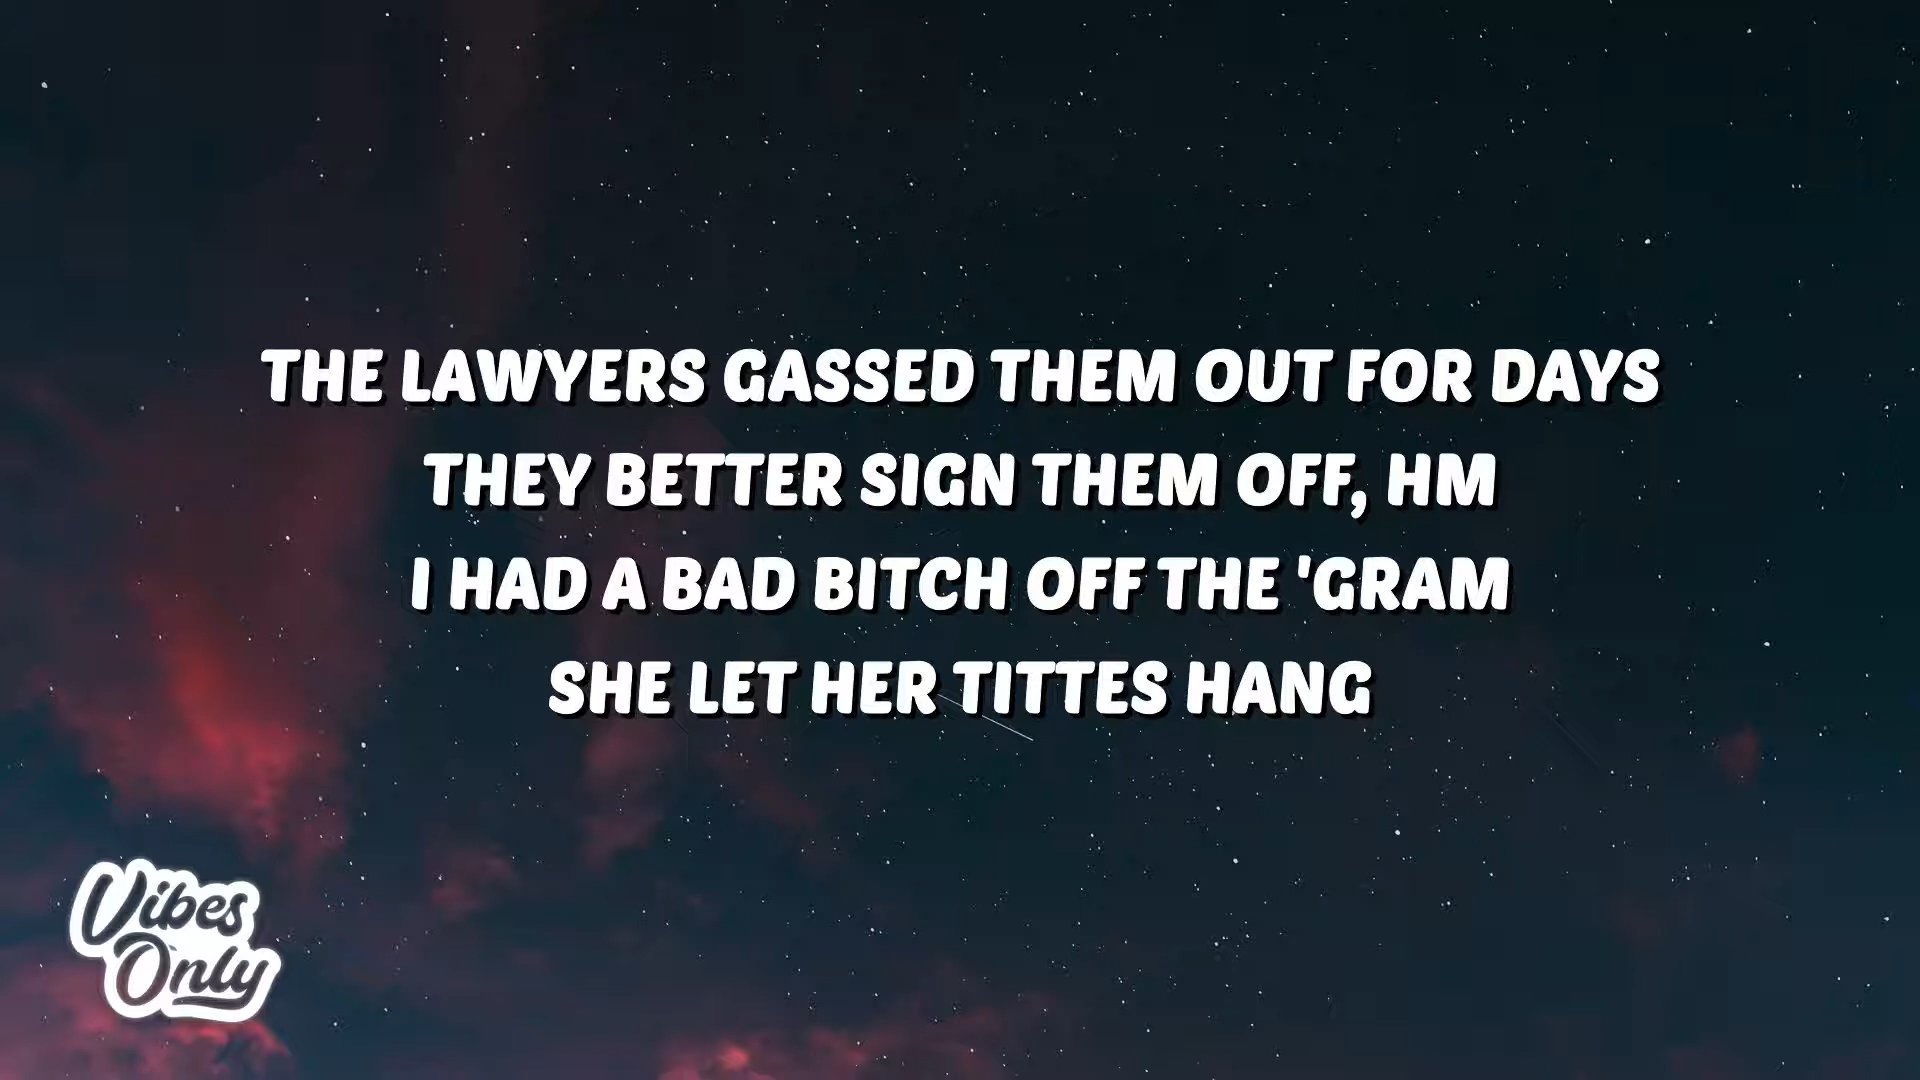 THE LAWYERS GASSED THEM OUT FOR DAYS
THEY BETTER SIGN THEM OFF, HM
I HAD A BAD BITCH OFF THE 'GRAM
SHE LET HER TITTES HANG
Vibes
Only